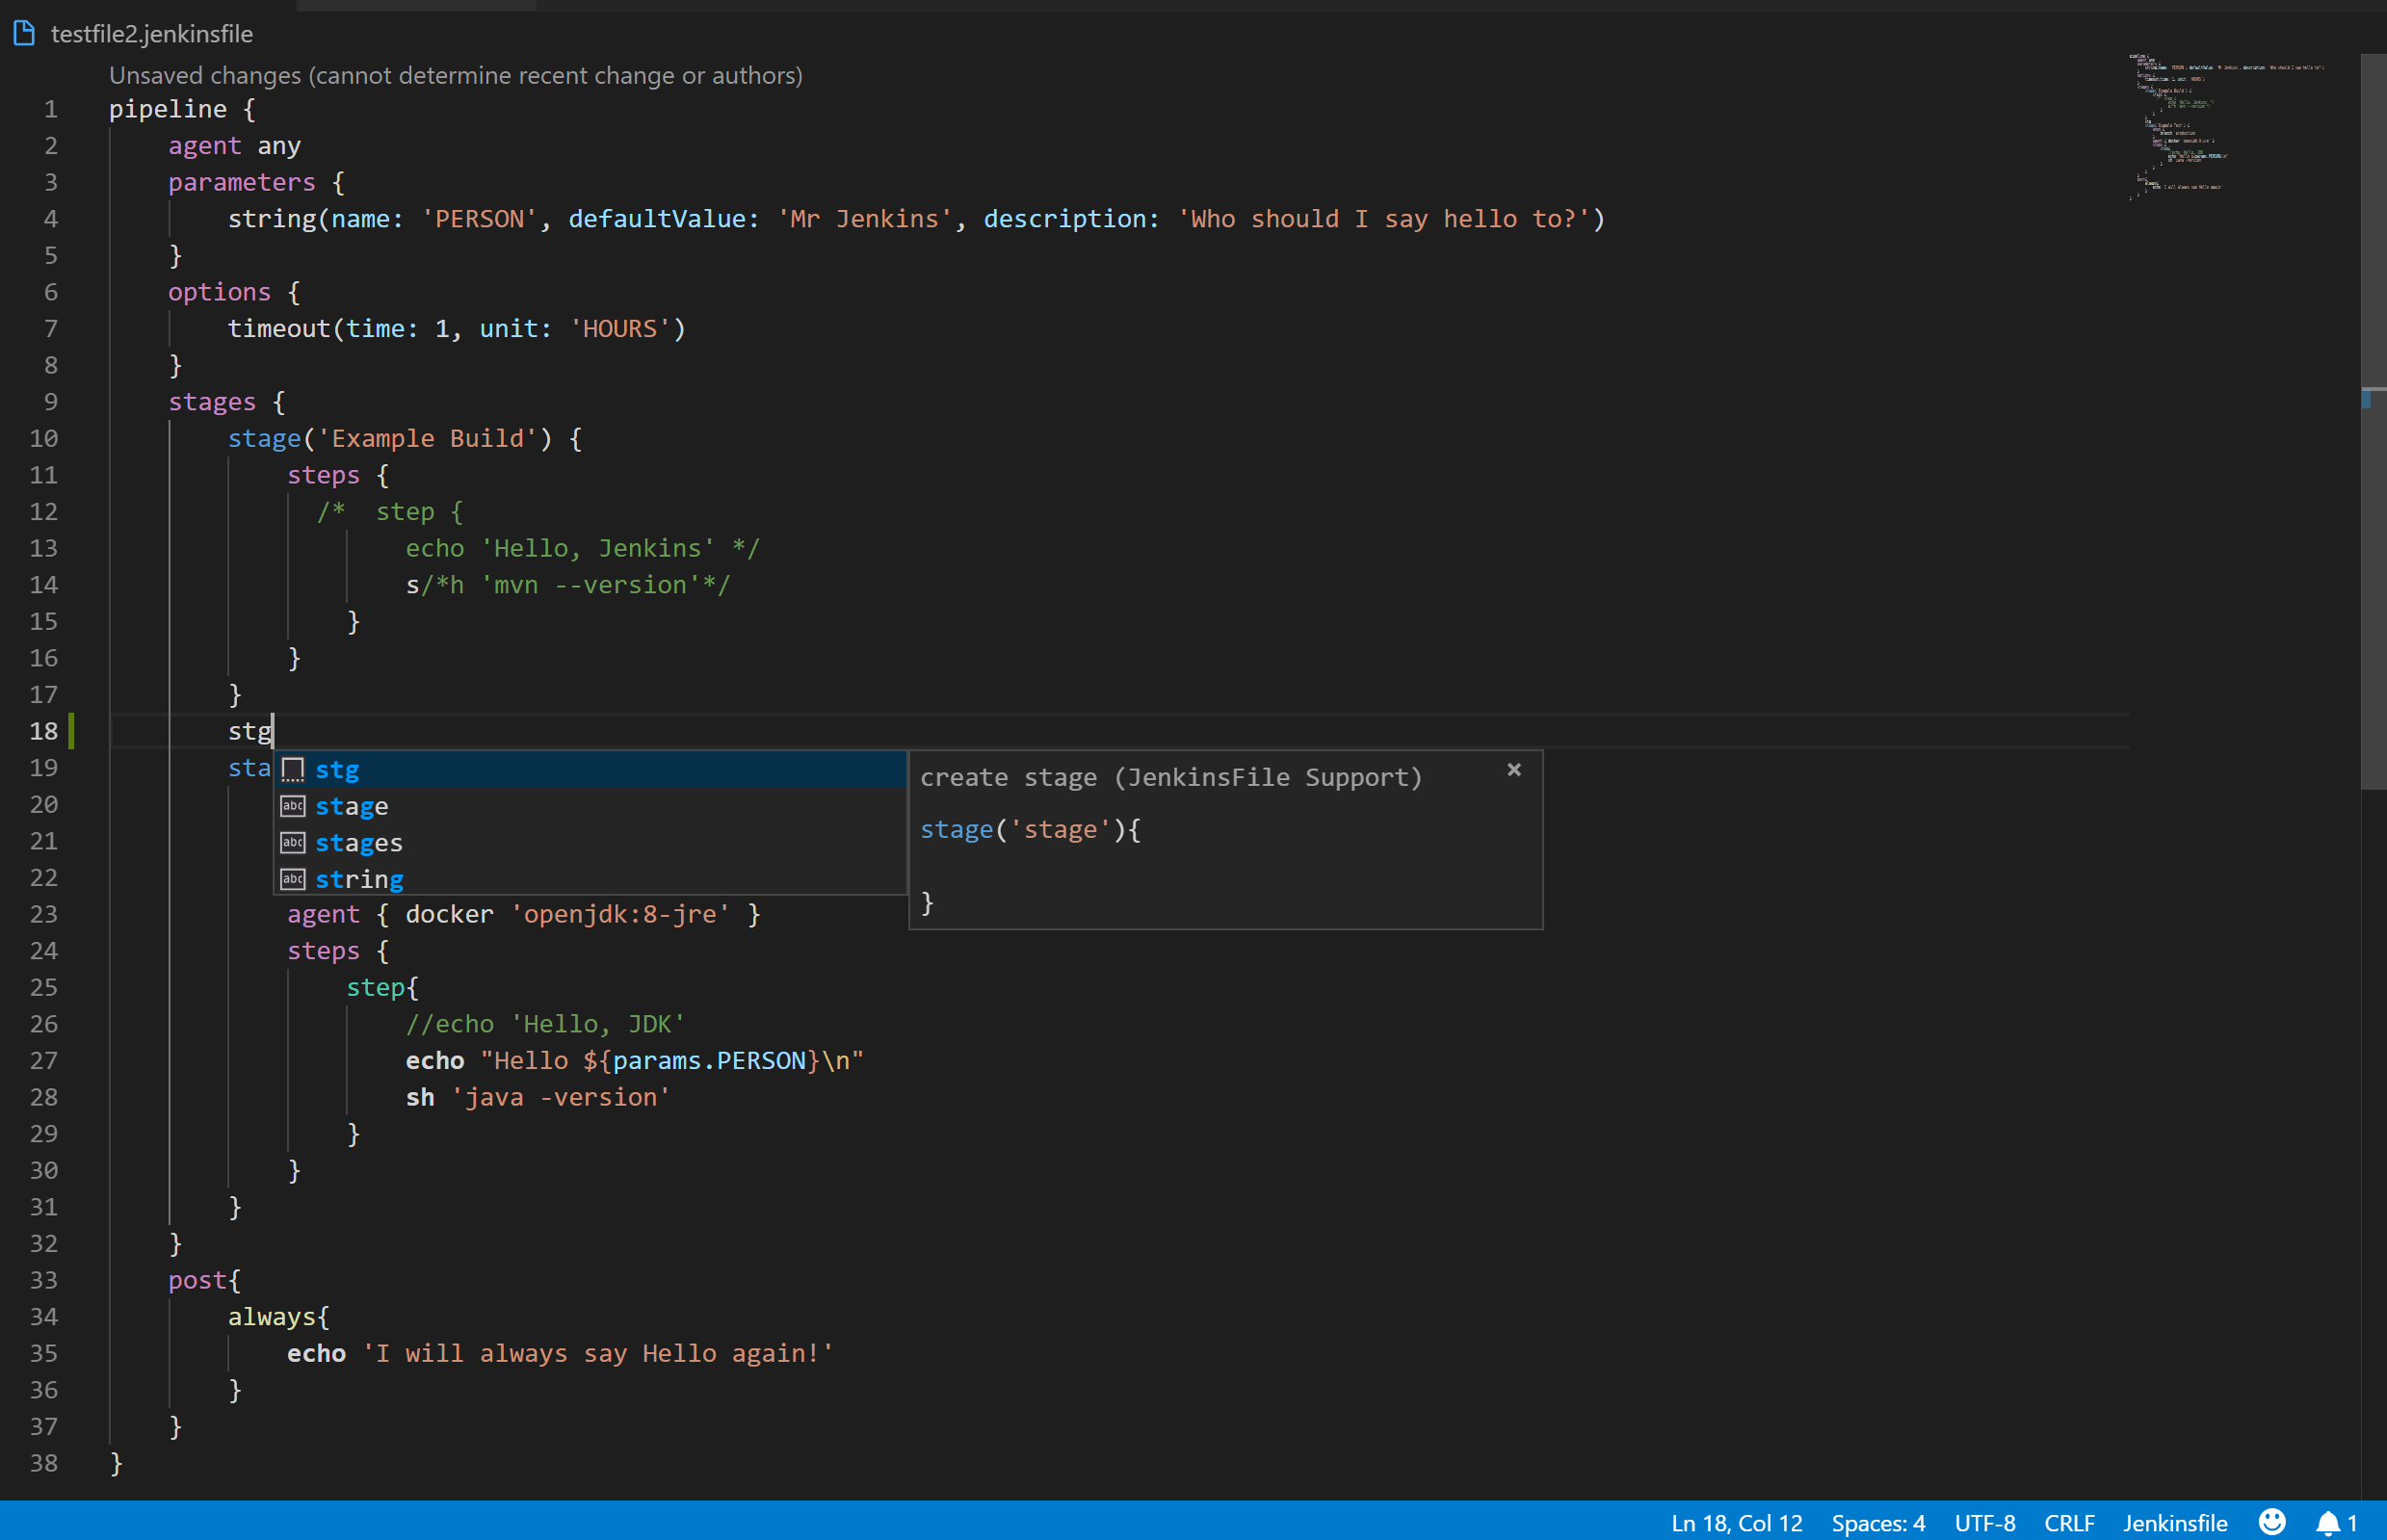 testfile2.jenkinsfile
Unsaved changes (cannot determine recent change or authors)
1 pipeline {
2 agent any
3 parameters {
4 string(name: 'PERSON', defaultValue: 'Mr Jenkins', description: 'Who should I say hello to?')
5 }
6 options {
7 timeout(time: 1, unit: 'HOURS')
8 }
9 stages {
10 stage('Example Build') {
11 steps {
12 /*  step {
13 echo 'Hello, Jenkins' */
14 s/*h 'mvn --version'*/
15 }
16 }
17 }
18 stg
19 sta
stg
stage
stages
string
create stage (JenkinsFile Support) ×
stage('stage'){
}
20
21
22
23 agent { docker 'openjdk:8-jre' }
24 steps {
25 step{
26 //echo 'Hello, JDK'
27 echo "Hello ${params.PERSON}\n"
28 sh 'java -version'
29 }
30 }
31 }
32 }
33 post{
34 always{
35 echo 'I will always say Hello again!'
36 }
37 }
38 }
Ln 18, Col 12 Spaces: 4 UTF-8 CRLF Jenkinsfile 1